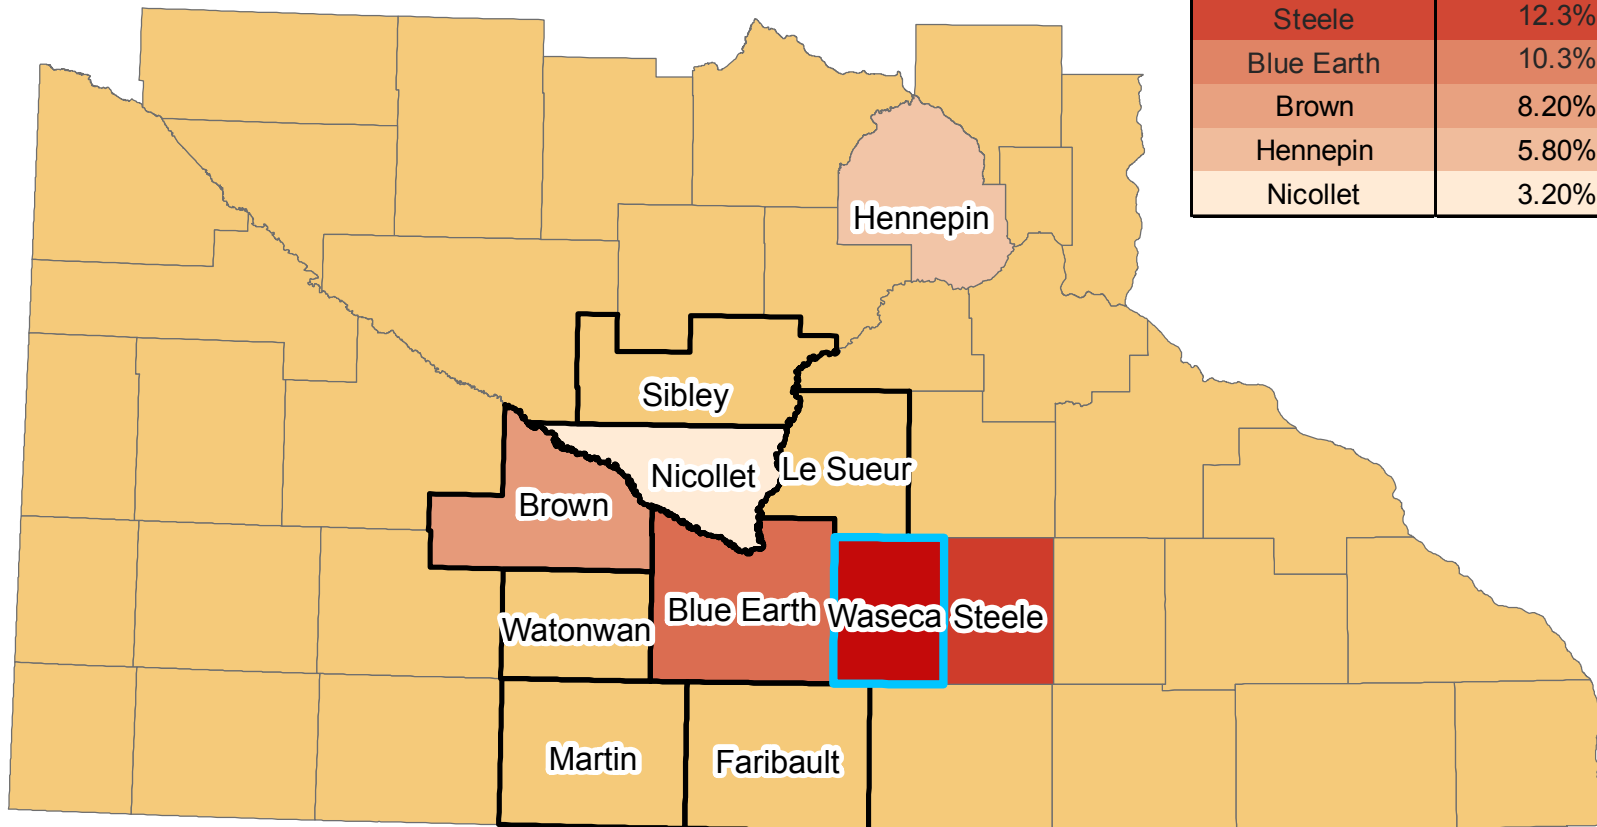 Steele 12.3%
Blue Earth 10.3%
Brown 8.20%
Hennepin 5.80%
Nicollet 3.20%
Hennepin
Sibley
Le Sueur
Nicollet
Brown
Blue Earth
Waseca
Steele
Watonwan
Martin
Faribault